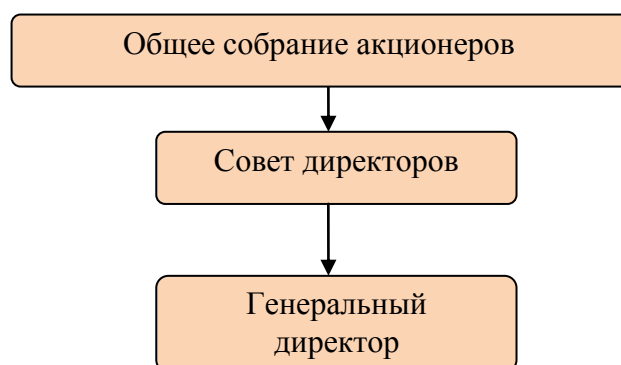 Общее собрание акционеров
Совет директоров
Генеральный
директор